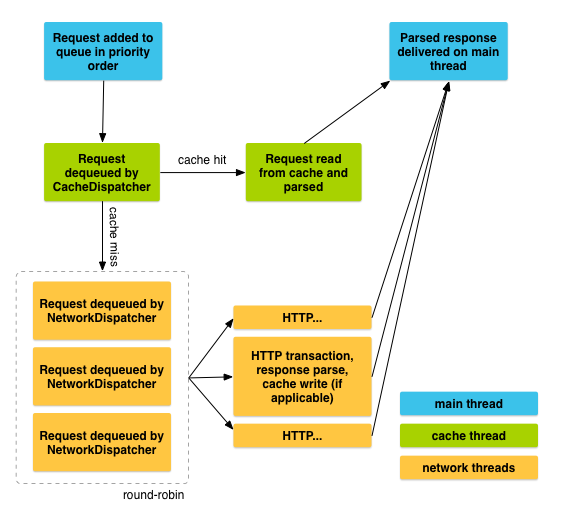 Request added to
queue in priority
order
Parsed response
delivered on main
thread
Request
dequeued by
CacheDispatcher
cache hit
Request read
from cache and
parsed
cache miss
Request dequeued by
NetworkDispatcher
Request dequeued by
NetworkDispatcher
Request dequeued by
NetworkDispatcher
round-robin
HTTP...
HTTP transaction,
response parse,
cache write (if
applicable)
HTTP...
main thread
cache thread
network threads